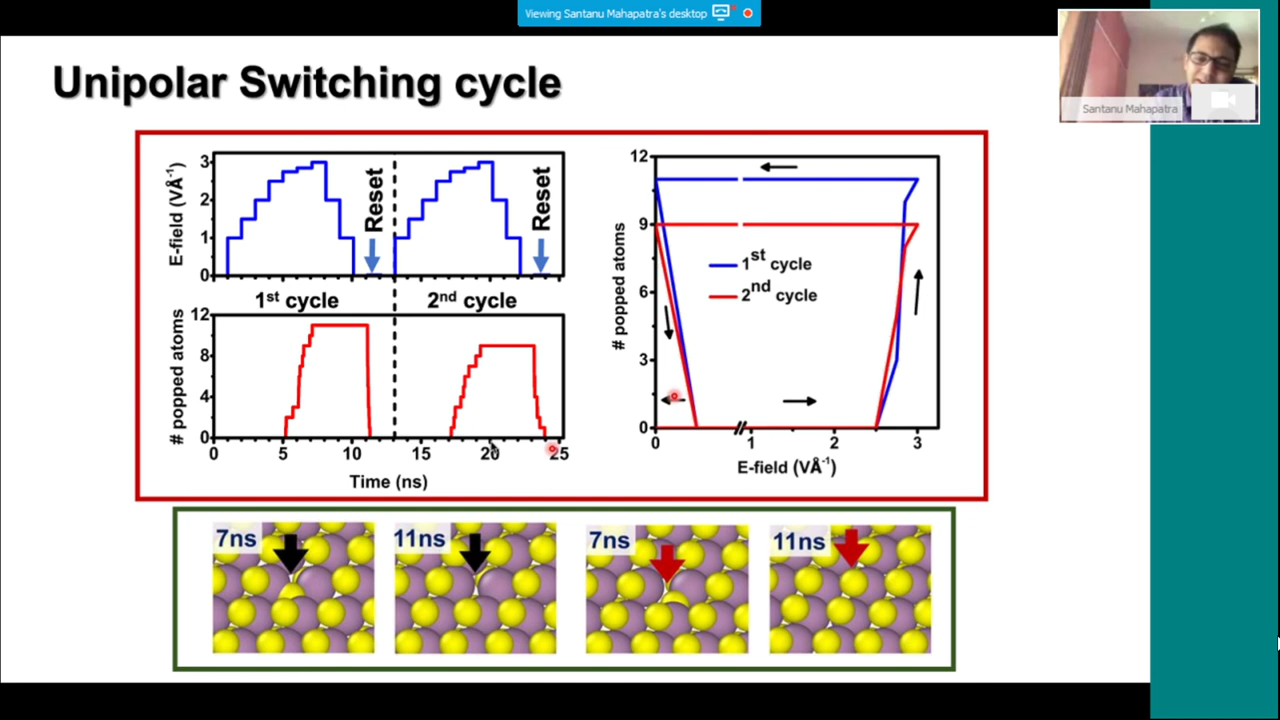 Viewing Santanu Mahapatra's desktop
Santanu Mahapatra
Unipolar Switching cycle
E-field (VÅ⁻¹)
3
2
1
0
Reset
Reset
1st cycle
2nd cycle
# popped atoms
12
8
4
0
0 5 10 15 20 25
Time (ns)
# popped atoms
12
9
6
3
0
1st cycle
2nd cycle
0 1 2 3
E-field (VÅ⁻¹)
7ns
11ns
7ns
11ns